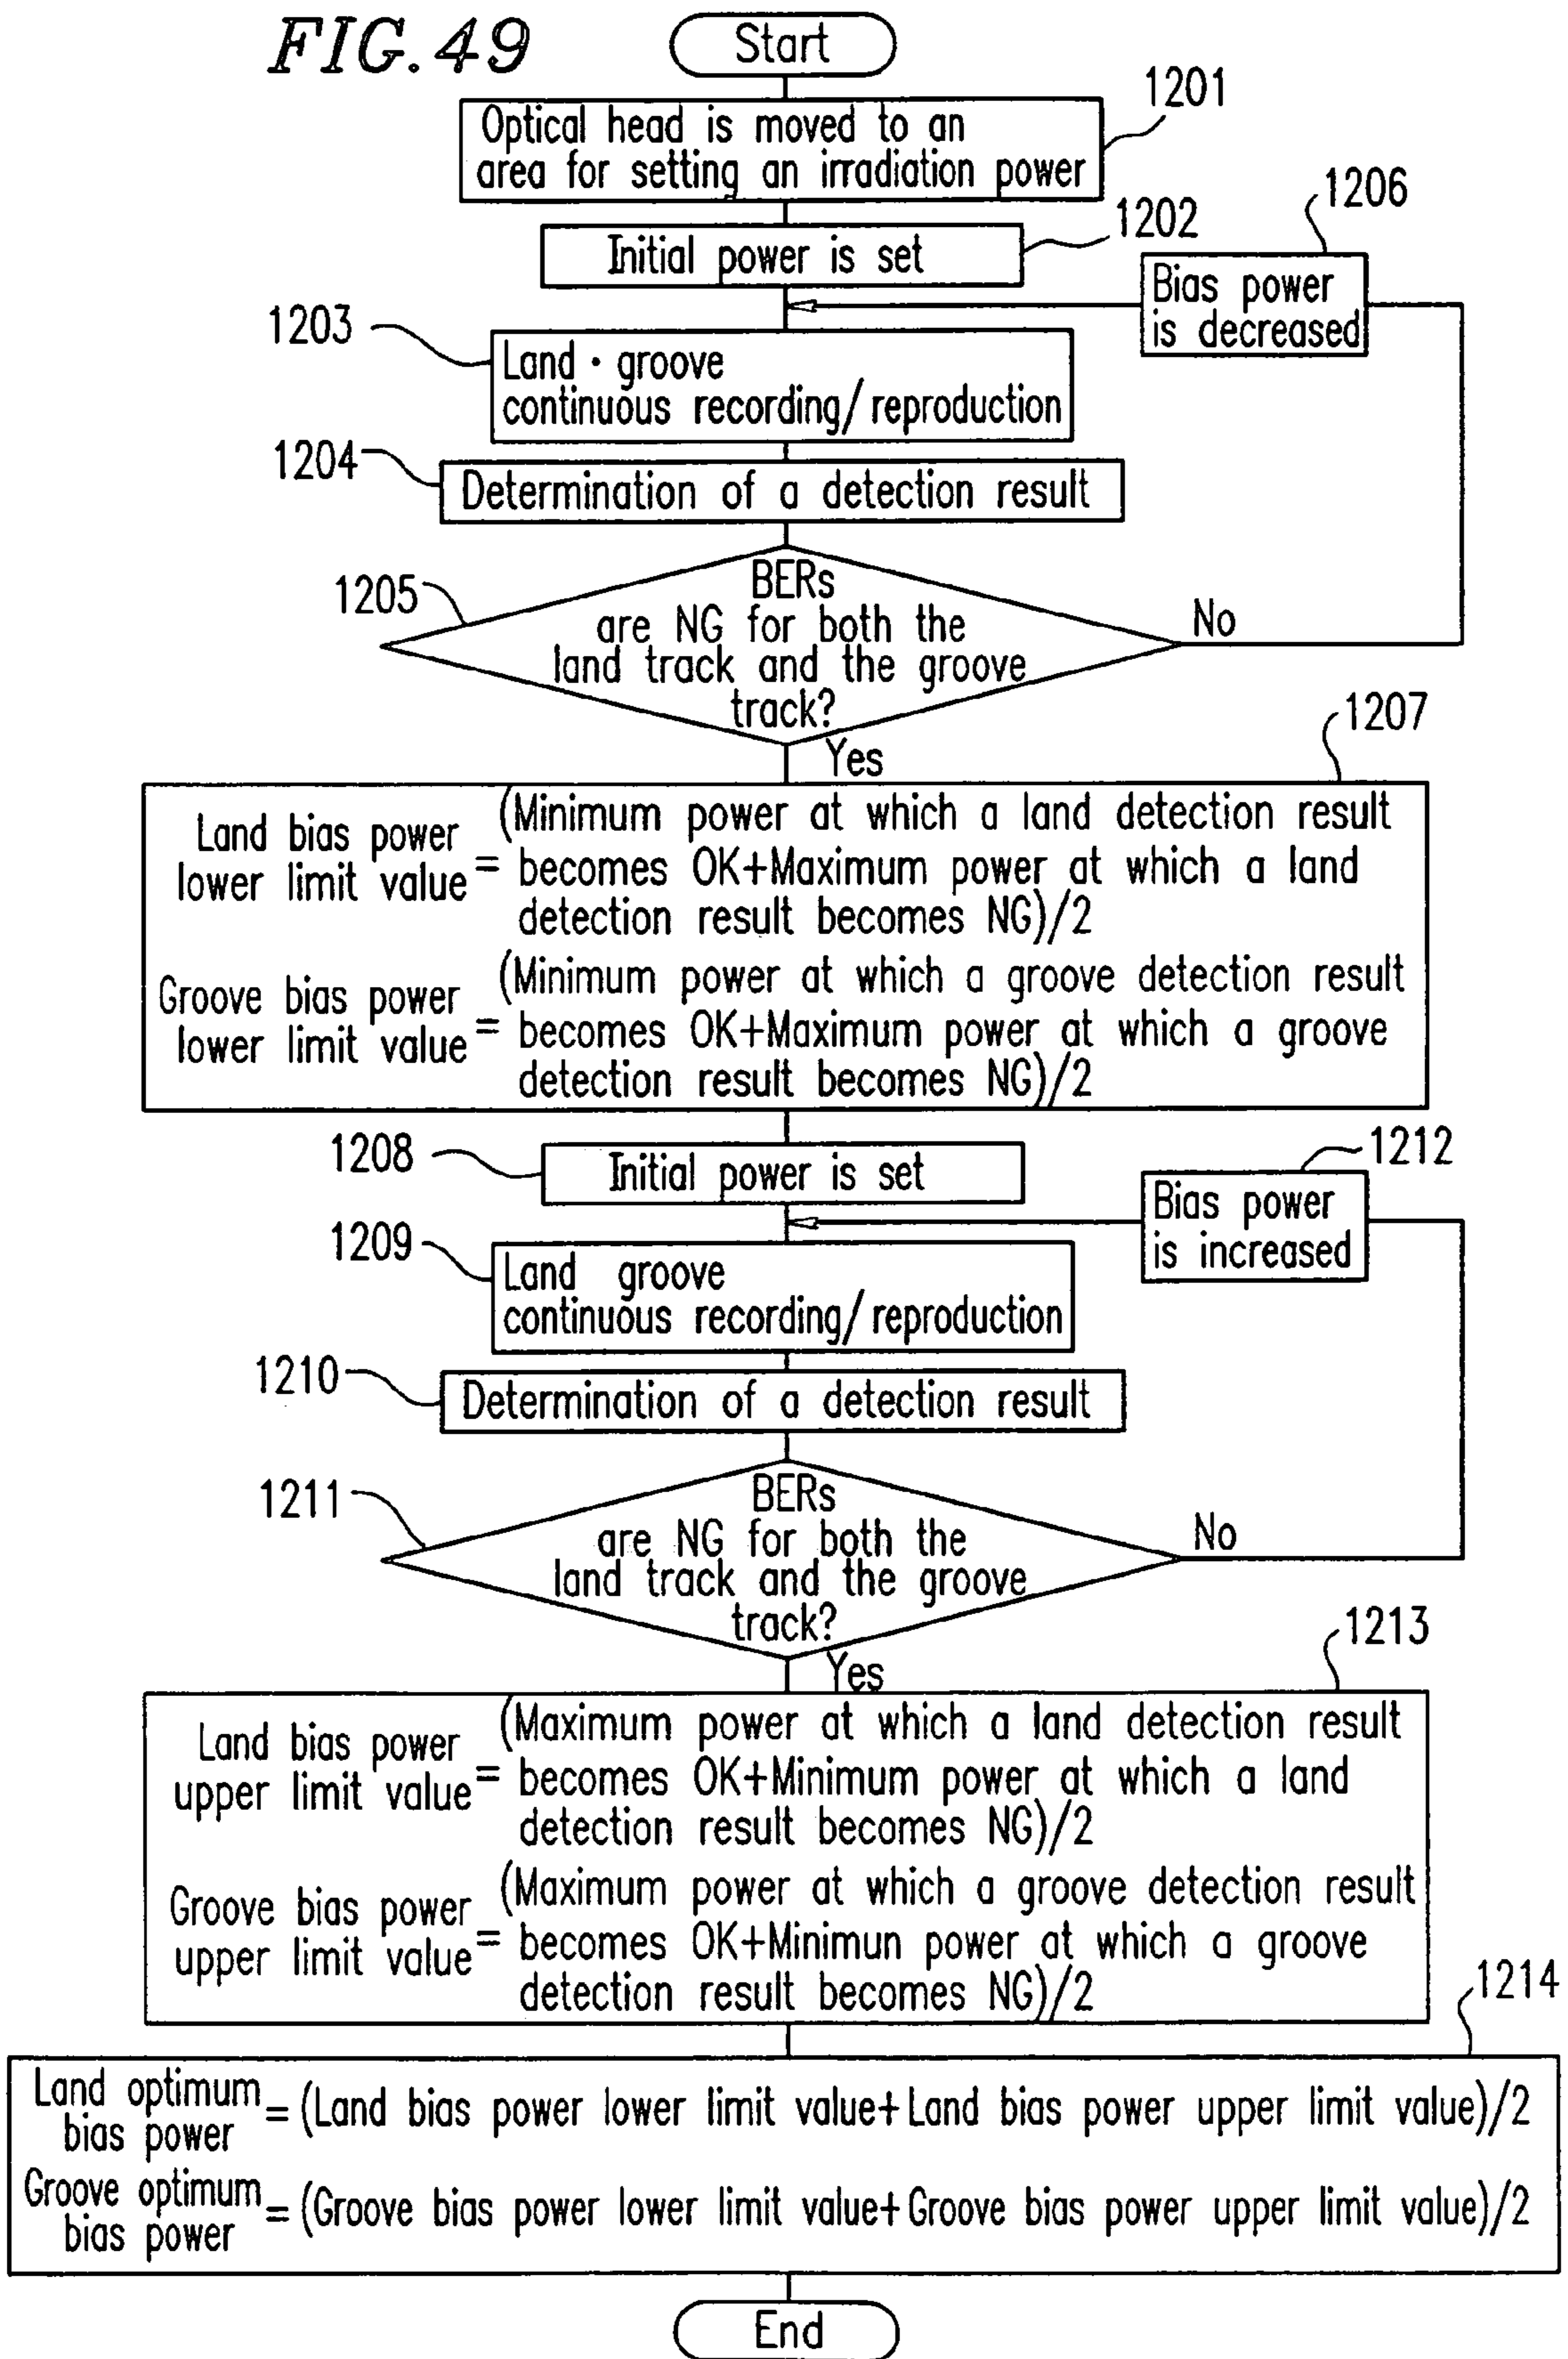 FIG. 49
Start
1201
Optical head is moved to an
area for setting an irradiation power
1202
Initial power is set
1206
Bias power
is decreased
1203
Land · groove
continuous recording/reproduction
1204
Determination of a detection result
1205
BERs
are NG for both the
land track and the groove
track?
No
Yes
1207
Land bias power
lower limit value
=
(Minimum power at which a land detection result
becomes OK+Maximum power at which a land
detection result becomes NG)/2
Groove bias power
lower limit value
=
(Minimum power at which a groove detection result
becomes OK+Maximum power at which a groove
detection result becomes NG)/2
1208
Initial power is set
1212
Bias power
is increased
1209
Land groove
continuous recording/reproduction
1210
Determination of a detection result
1211
BERs
are NG for both the
land track and the groove
track?
No
Yes
1213
Land bias power
upper limit value
=
(Maximum power at which a land detection result
becomes OK+Minimum power at which a land
detection result becomes NG)/2
Groove bias power
upper limit value
=
(Maximum power at which a groove detection result
becomes OK+Minimun power at which a groove
detection result becomes NG)/2
1214
Land optimum
bias power
= (Land bias power lower limit value+Land bias power upper limit value)/2
Groove optimum
bias power
= (Groove bias power lower limit value+Groove bias power upper limit value)/2
End